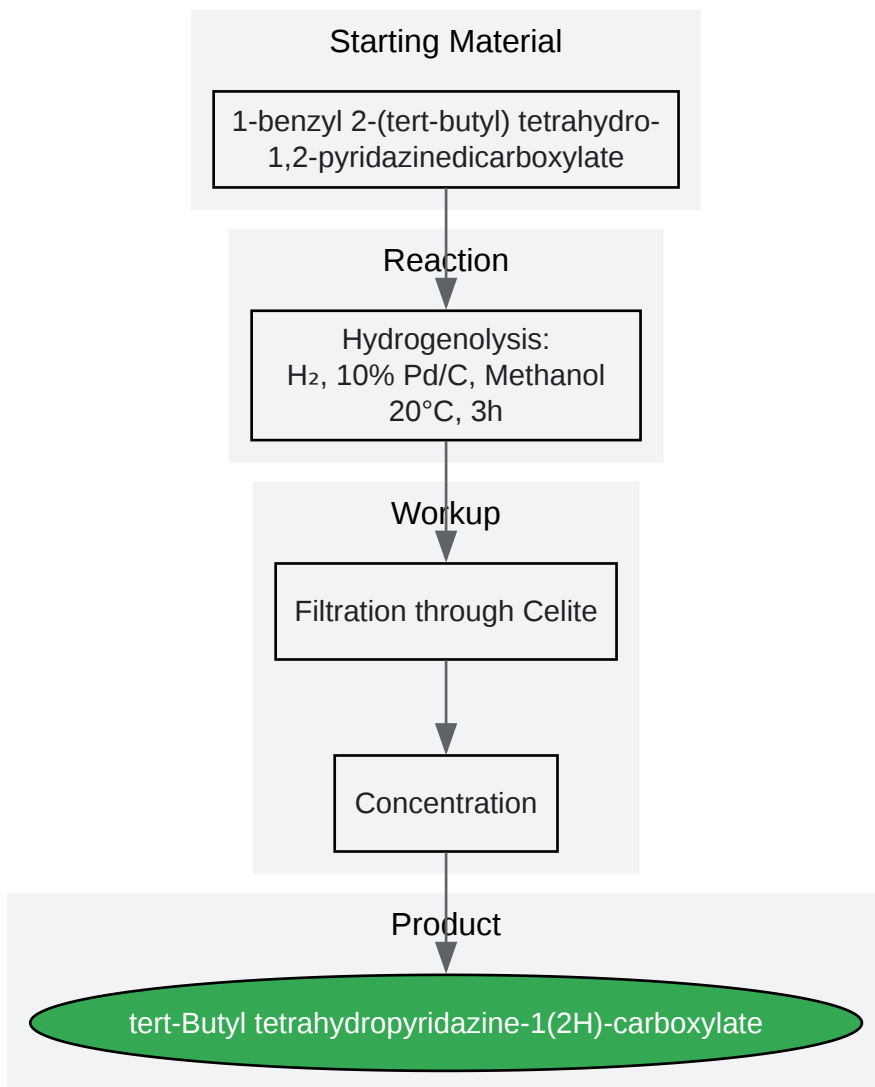 Starting Material
1-benzyl 2-(tert-butyl) tetrahydro-
1,2-pyridazinedicarboxylate
Reaction
Hydrogenolysis:
H₂, 10% Pd/C, Methanol
20°C, 3h
Workup
Filtration through Celite
Concentration
Product
tert-Butyl tetrahydropyridazine-1(2H)-carboxylate